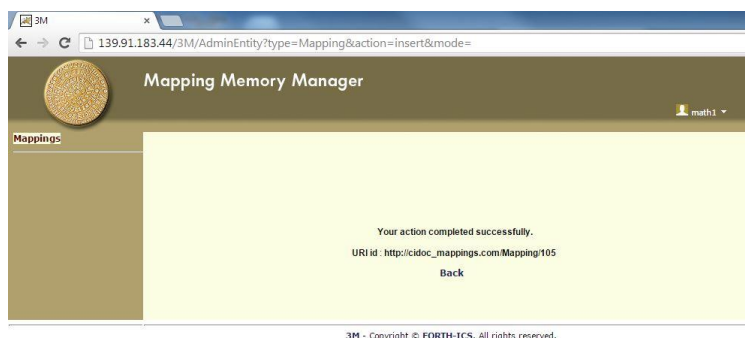 3M
139.91.183.44/3M/AdminEntity?type=Mapping&action=insert&mode=
Mapping Memory Manager
math1
Mappings
Your action completed successfully.
URI id : http://cidoc_mappings.com/Mapping/105
Back
3M - Copyright © FORTH-ICS. All rights reserved.